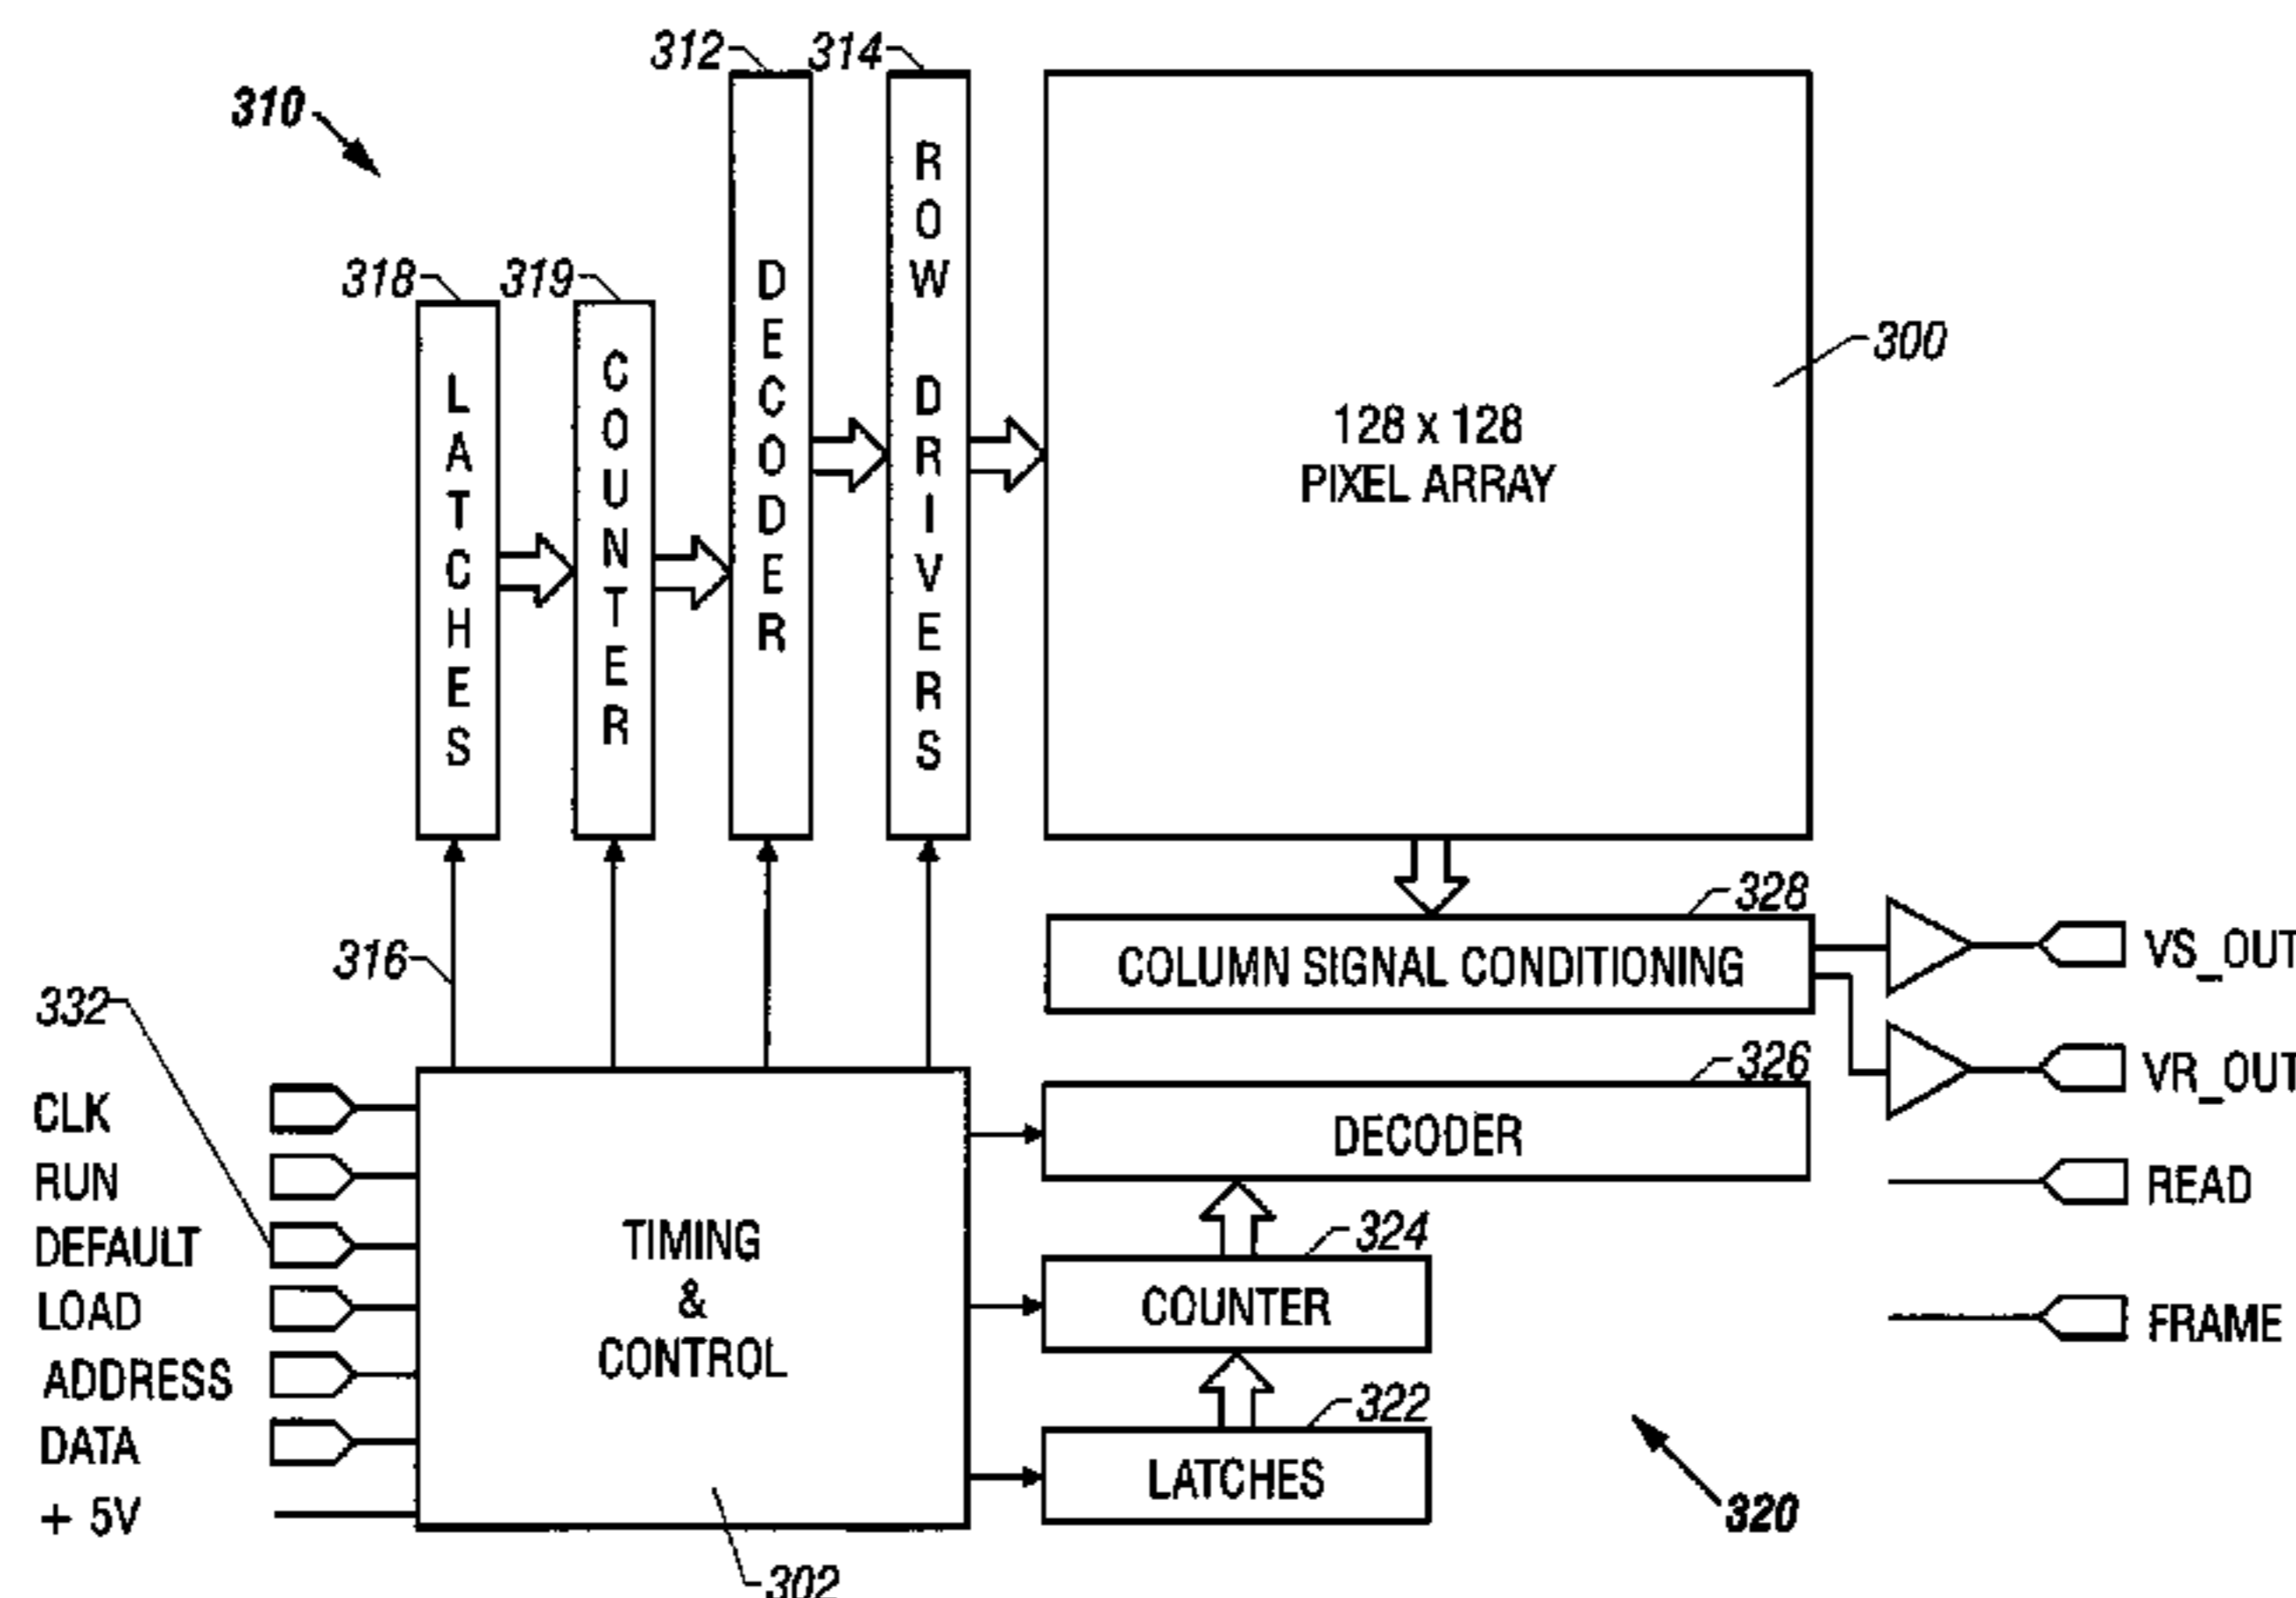 310
312
314
318
319
LATCHES
COUNTER
DECODER
ROW DRIVERS
128 x 128
PIXEL ARRAY
300
316
332
328
COLUMN SIGNAL CONDITIONING
VS_OUT
VR_OUT
326
DECODER
READ
324
COUNTER
FRAME
322
LATCHES
320
CLK
RUN
DEFAULT
LOAD
ADDRESS
DATA
+ 5V
TIMING
&
CONTROL
302